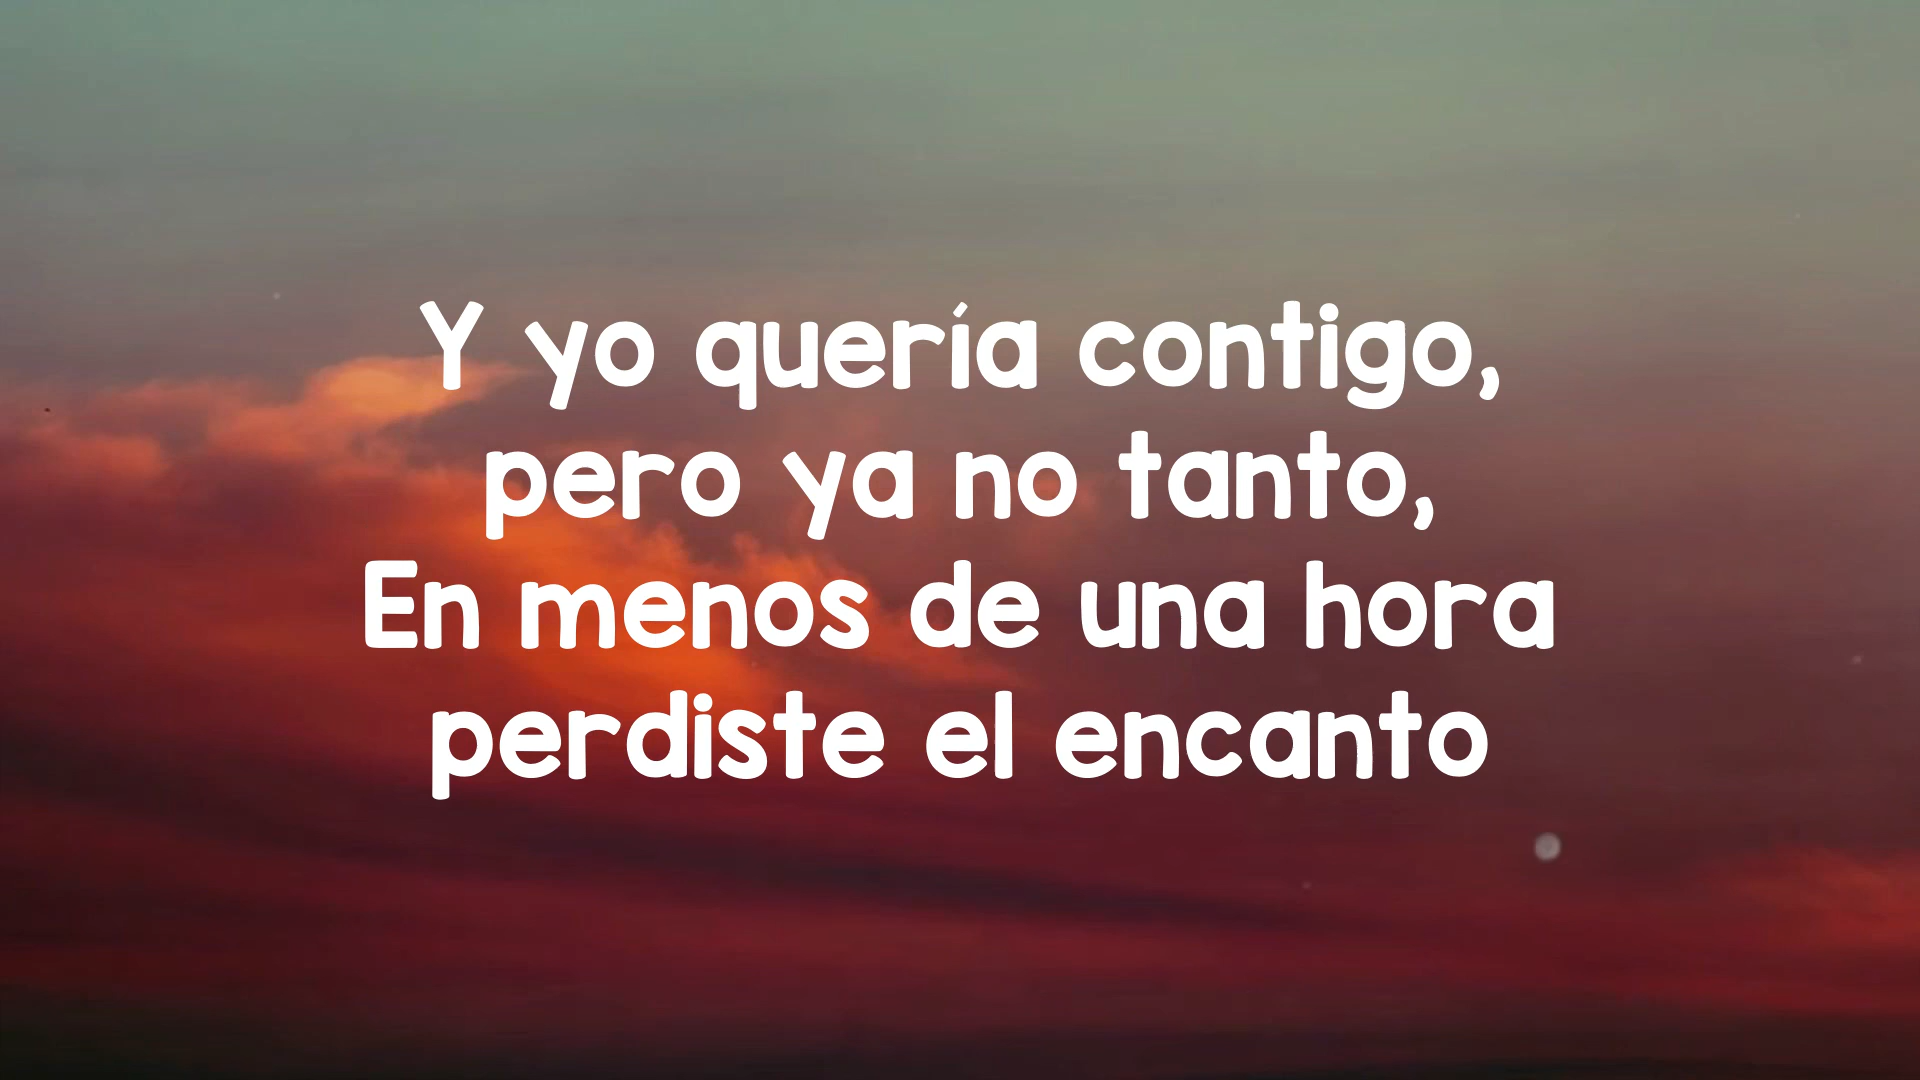 Y yo quería contigo,
pero ya no tanto,
En menos de una hora
perdiste el encanto